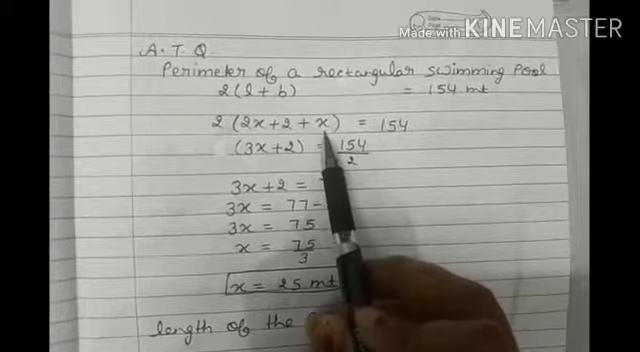 Made with KINEMASTER
A. T. Q.
Perimeter of a rectangular swimming pool
2(l + b) = 154 mt
2 (2x + 2 + x) = 154
(3x + 2) = 154/2
3x + 2 =
3x = 77 -
3x = 75
x = 75/3
x = 25 mt
length of the